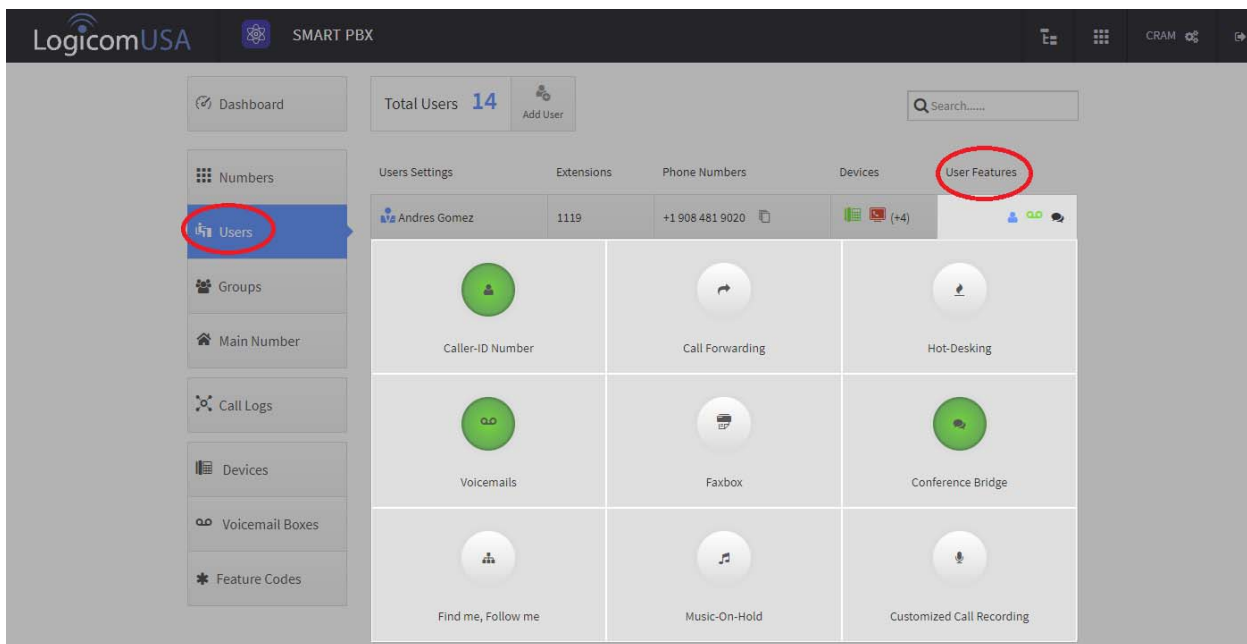 LogicomUSA SMART PBX CRAM
Dashboard
Total Users 14
Add User
Search......
Numbers
Users
Groups
Main Number
Call Logs
Devices
Voicemail Boxes
Feature Codes
Users Settings Extensions Phone Numbers Devices User Features
Andres Gomez 1119 +1 908 481 9020 (+4)
Caller-ID Number Call Forwarding Hot-Desking
Voicemails Faxbox Conference Bridge
Find me, Follow me Music-On-Hold Customized Call Recording